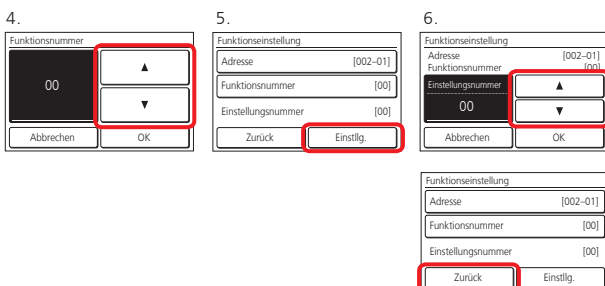 4.
Funktionsnummer
▲
00
▼
Abbrechen OK
5.
Funktionseinstellung
Adresse [002–01]
Funktionsnummer [00]
Einstellungsnummer [00]
Zurück Einstllg.
6.
Funktionseinstellung
Adresse [002–01]
Funktionsnummer [00]
Einstellungsnummer
▲
00
▼
Abbrechen OK
Funktionseinstellung
Adresse [002–01]
Funktionsnummer [00]
Einstellungsnummer [00]
Zurück Einstllg.